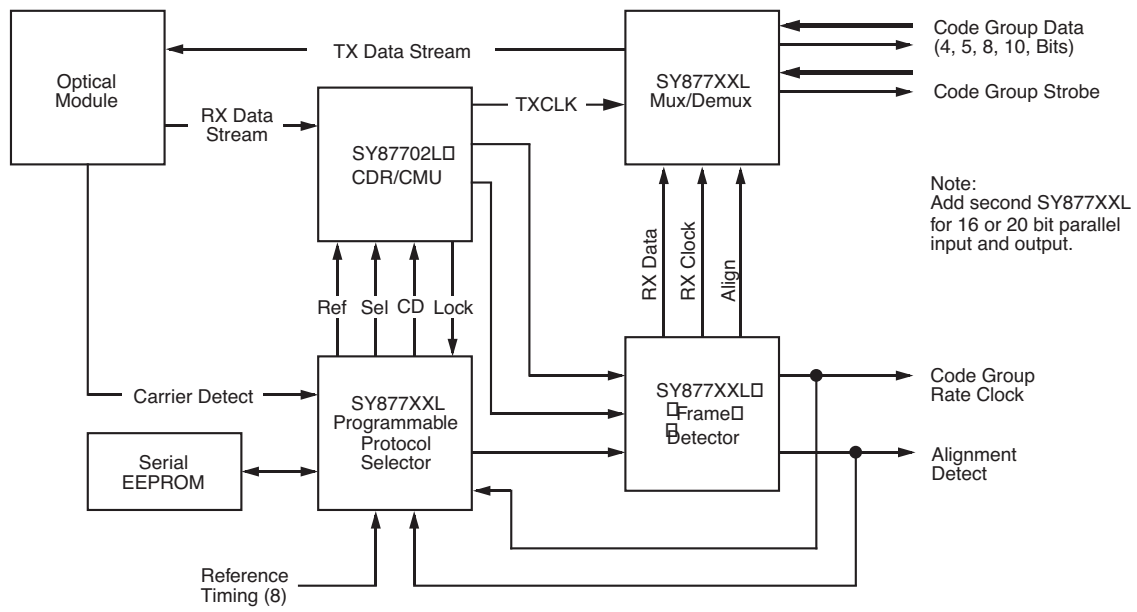 Optical
Module
TX Data Stream
SY877XXL
Mux/Demux
Code Group Data
(4, 5, 8, 10, Bits)
Code Group Strobe
RX Data
Stream
TXCLK
SY87702L□
CDR/CMU
Note:
Add second SY877XXL
for 16 or 20 bit parallel
input and output.
RX Data
RX Clock
Align
Ref
Sel
CD
Lock
Carrier Detect
SY877XXL
Programmable
Protocol
Selector
SY877XXL□
□Frame□
□Detector
Code Group
Rate Clock
Alignment
Detect
Serial
EEPROM
Reference
Timing (8)